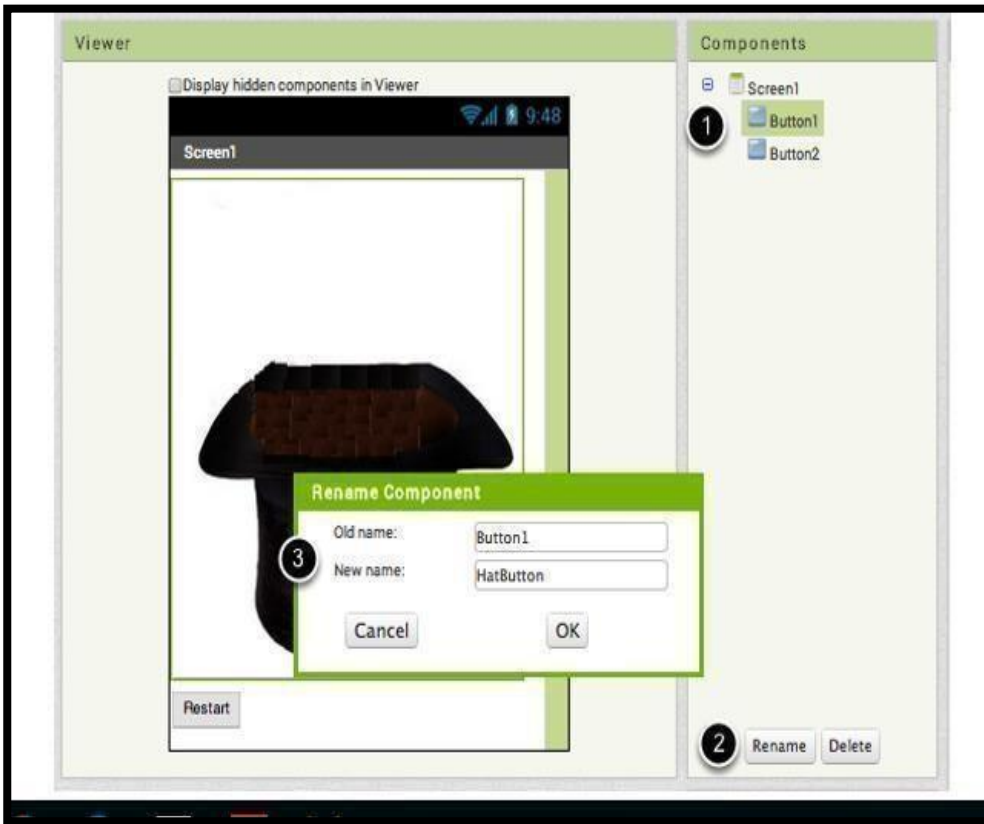 Viewer
Components
Display hidden components in Viewer
9:48
Screen1
Screen1
1
Button1
Button2
Rename Component
3
Old name:
Button1
New name:
HatButton
Cancel
OK
Restart
2
Rename
Delete